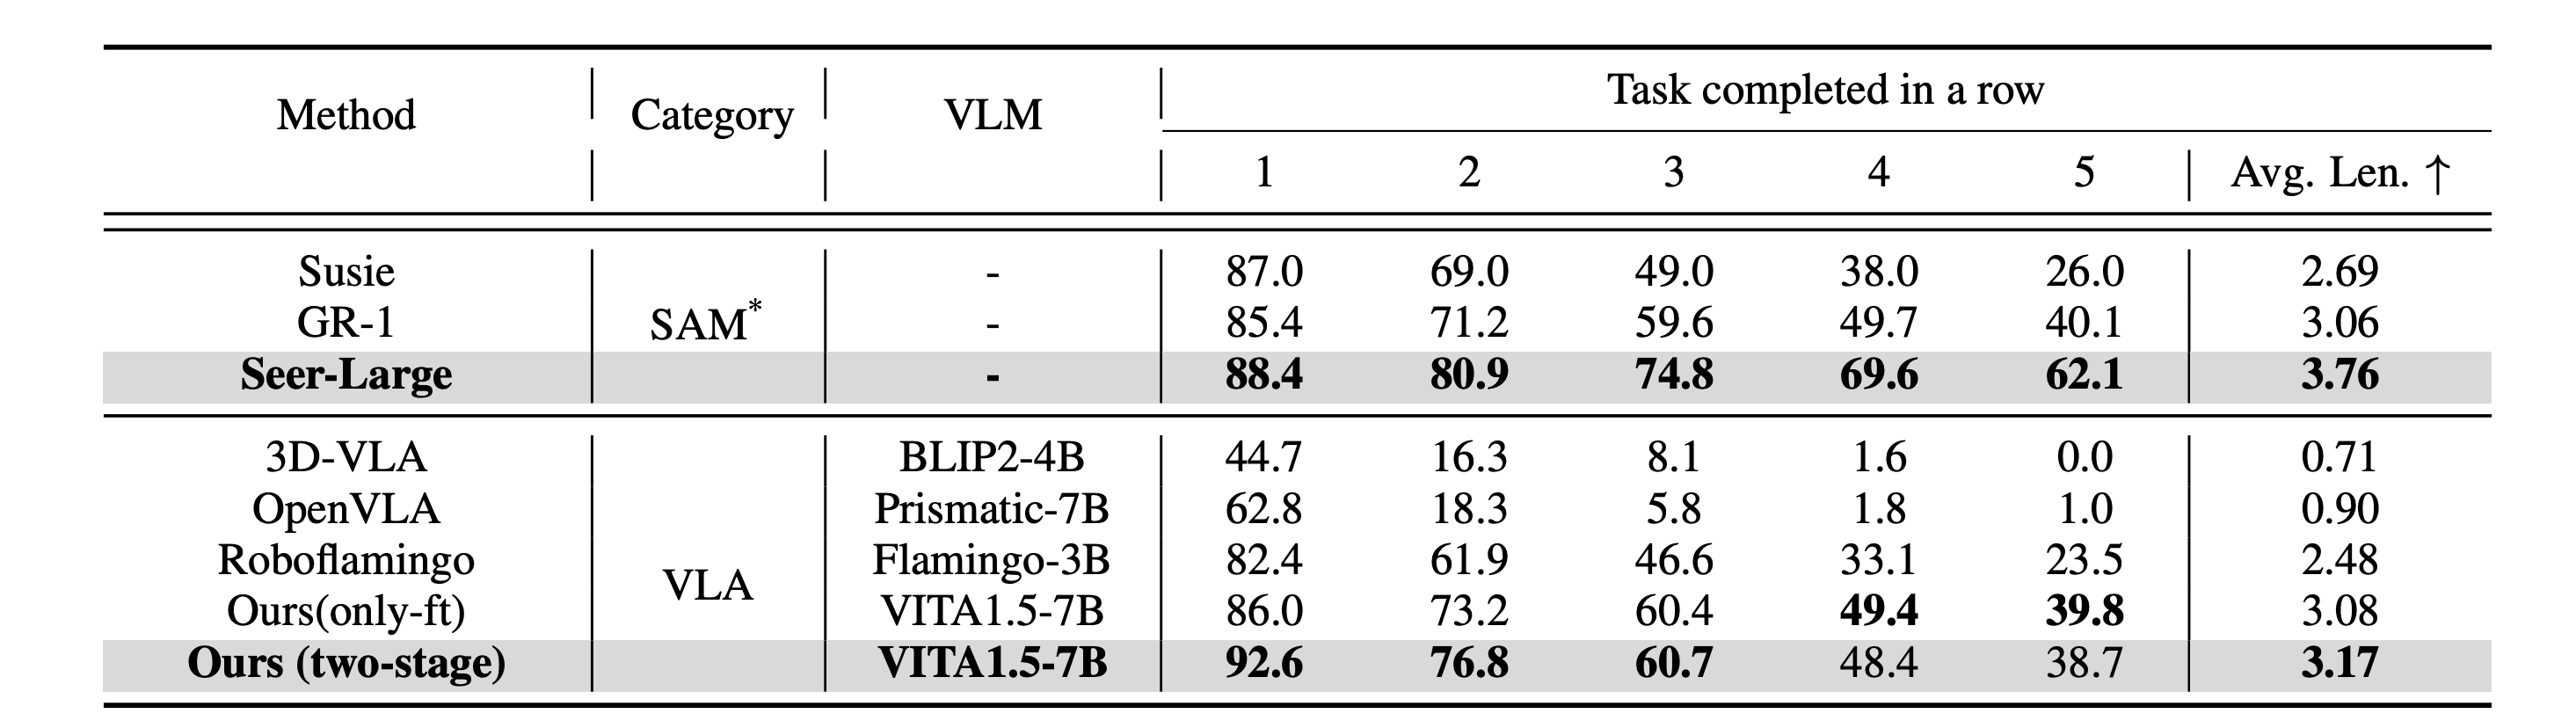 Method Category VLM Task completed in a row
1 2 3 4 5 Avg. Len. ↑
Susie - 87.0 69.0 49.0 38.0 26.0 2.69
GR-1 SAM* - 85.4 71.2 59.6 49.7 40.1 3.06
Seer-Large - 88.4 80.9 74.8 69.6 62.1 3.76
3D-VLA BLIP2-4B 44.7 16.3 8.1 1.6 0.0 0.71
OpenVLA Prismatic-7B 62.8 18.3 5.8 1.8 1.0 0.90
Roboflamingo VLA Flamingo-3B 82.4 61.9 46.6 33.1 23.5 2.48
Ours(only-ft) VITA1.5-7B 86.0 73.2 60.4 49.4 39.8 3.08
Ours (two-stage) VITA1.5-7B 92.6 76.8 60.7 48.4 38.7 3.17